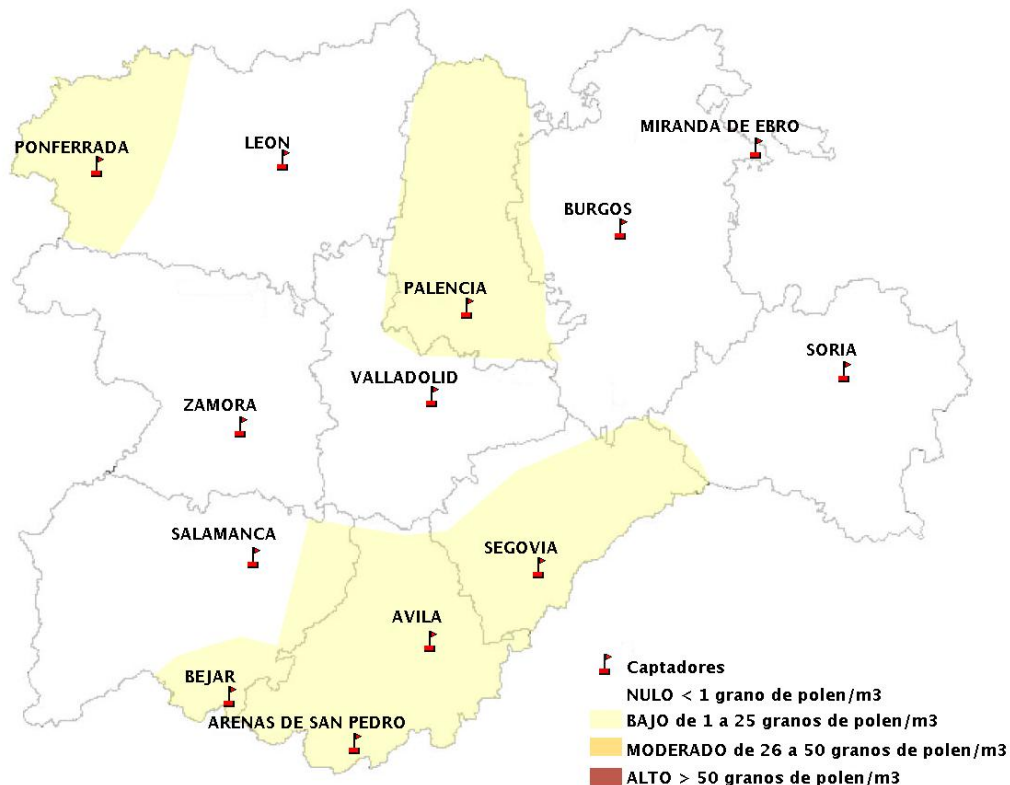 MIRANDA DE EBRO
PONFERRADA
LEON
BURGOS
PALENCIA
SORIA
VALLADOLID
ZAMORA
SALAMANCA
SEGOVIA
AVILA
BEJAR
ARENAS DE SAN PEDRO
Captadores
NULO < 1 grano de polen/m3
BAJO de 1 a 25 granos de polen/m3
MODERADO de 26 a 50 granos de polen/m3
ALTO > 50 granos de polen/m3